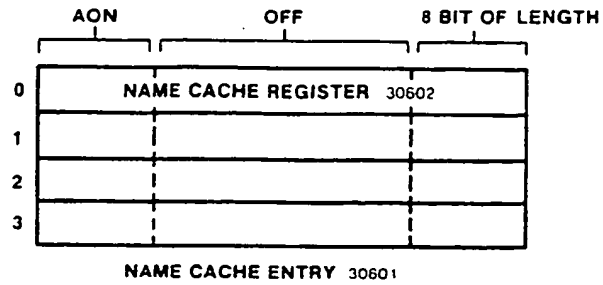 AON OFF 8 BIT OF LENGTH
0 NAME CACHE REGISTER 30602
1
2
3
NAME CACHE ENTRY 30601